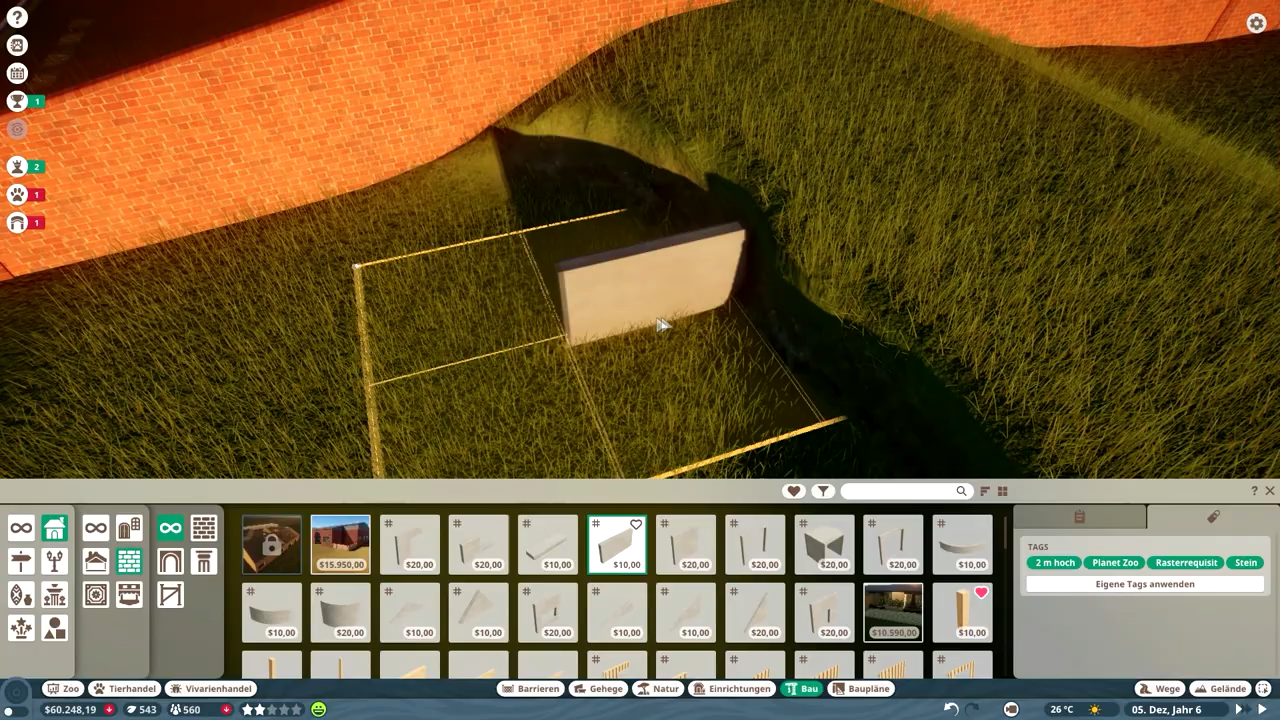 ?
1
2
1
1
? ×
TAGS
2 m hoch Planet Zoo Rasterrequisit Stein
Eigene Tags anwenden
$15.950,00 $20,00 $20,00 $10,00 $10,00 $20,00 $20,00 $20,00 $20,00 $10,00
$10,00 $20,00 $10,00 $10,00 $20,00 $10,00 $10,00 $20,00 $20,00 $10.590,00 $10,00
Zoo Tierhandel Vivarienhandel Barrieren Gehege Natur Einrichtungen Bau Baupläne Wege Gelände
$60.248,19 543 560 26 °C 05. Dez, Jahr 6